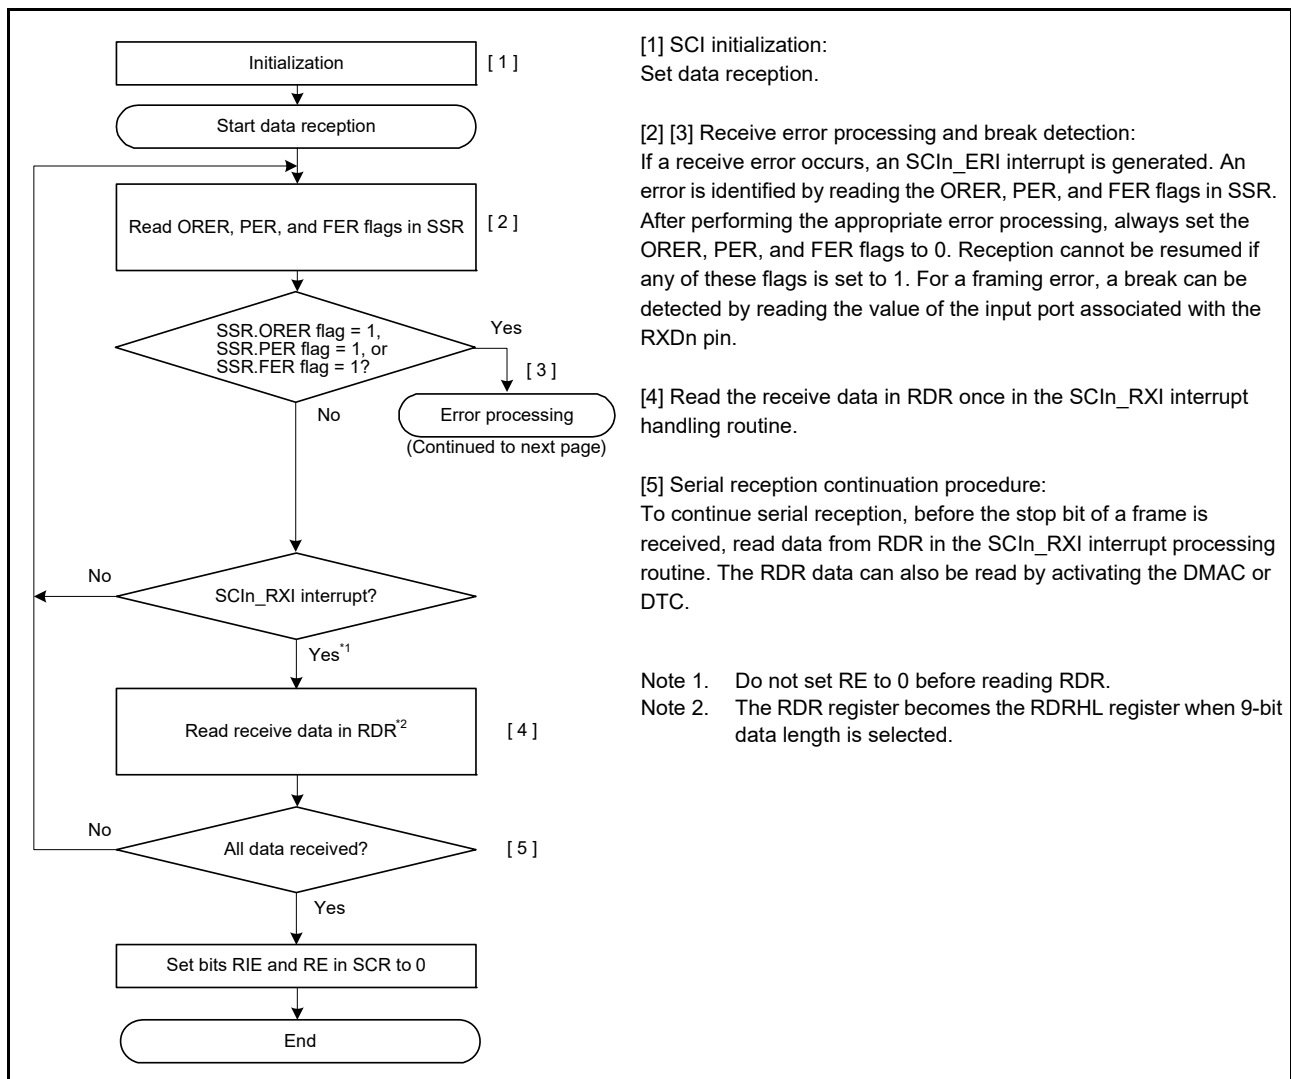 Initialization
[ 1 ]
Start data reception
Read ORER, PER, and FER flags in SSR
[ 2 ]
SSR.ORER flag = 1,
SSR.PER flag = 1, or
SSR.FER flag = 1?
Yes
[ 3 ]
No
Error processing
(Continued to next page)
No
SCIn_RXI interrupt?
Yes*1
Read receive data in RDR*2
[ 4 ]
No
All data received?
[ 5 ]
Yes
Set bits RIE and RE in SCR to 0
End
[1] SCI initialization:
Set data reception.
[2] [3] Receive error processing and break detection:
If a receive error occurs, an SCIn_ERI interrupt is generated. An
error is identified by reading the ORER, PER, and FER flags in SSR.
After performing the appropriate error processing, always set the
ORER, PER, and FER flags to 0. Reception cannot be resumed if
any of these flags is set to 1. For a framing error, a break can be
detected by reading the value of the input port associated with the
RXDn pin.
[4] Read the receive data in RDR once in the SCIn_RXI interrupt
handling routine.
[5] Serial reception continuation procedure:
To continue serial reception, before the stop bit of a frame is
received, read data from RDR in the SCIn_RXI interrupt processing
routine. The RDR data can also be read by activating the DMAC or
DTC.
Note 1. Do not set RE to 0 before reading RDR.
Note 2. The RDR register becomes the RDRHL register when 9-bit
data length is selected.